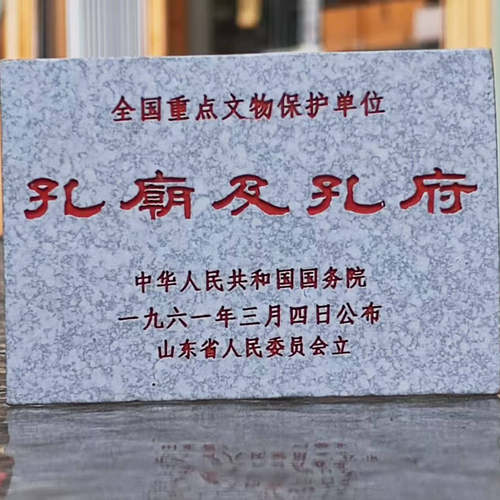 全国重点文物保护单位
孔廟及孔府
中华人民共和国国务院
一九六一年三月四日公布
山东省人民委员会立